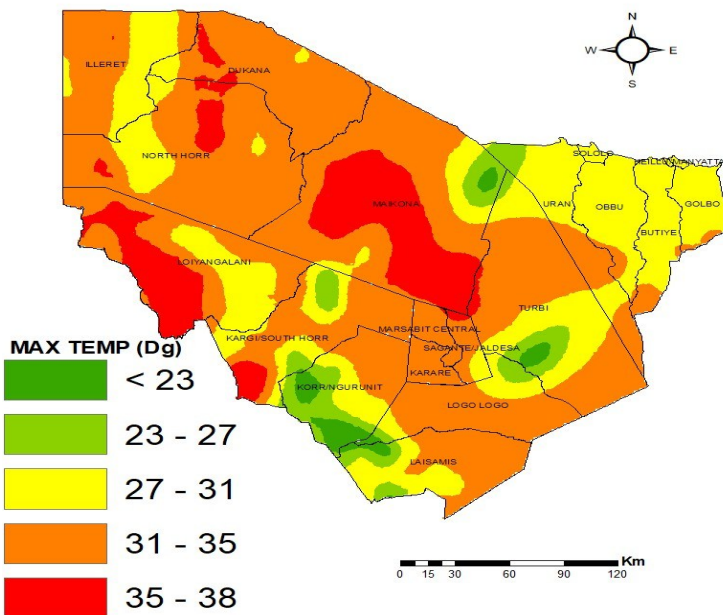 N
W E
S
ILLERET
DUKANA
NORTH HORR
SOLOLO
HEILLU/MANYATTA
MAIKONA
URAN
OBBU
GOLBO
BUTIYE
LOIYANGALANI
TURBI
MARSABIT CENTRAL
KARGI/SOUTH HORR
SAGANTE/JALDESA
KARARE
KORR/NGURUNIT
LOGO LOGO
LAISAMIS
MAX TEMP (Dg)
< 23
23 - 27
27 - 31
31 - 35
35 - 38
Km
0 15 30 60 90 120